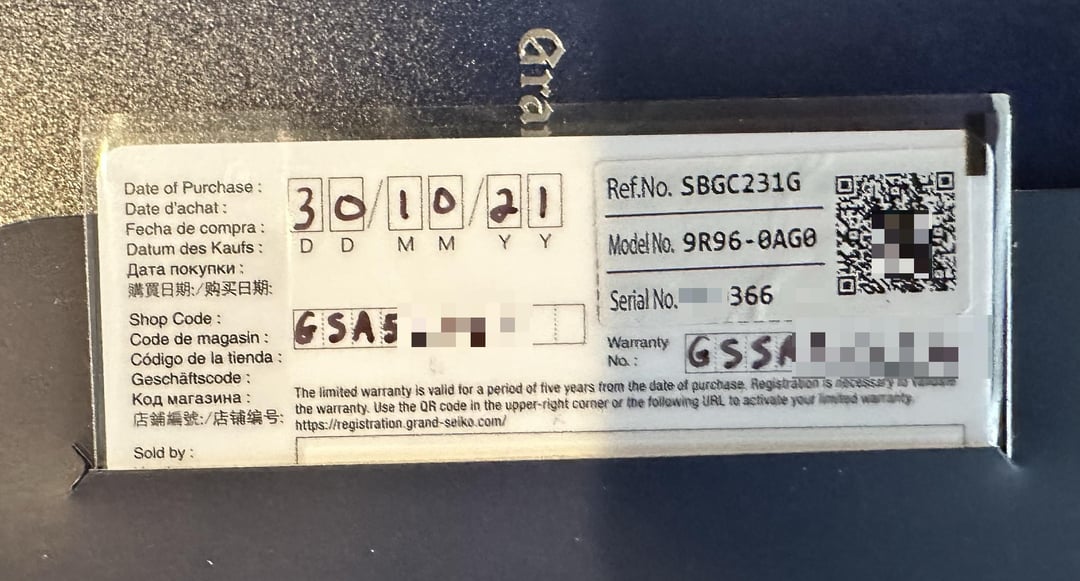 Gra
Date of Purchase :
Date d'achat :
Fecha de compra :
Datum des Kaufs :
Дата покупки :
購買日期:/购买日期:
30/10/21
D D M M Y Y
Shop Code :
Code de magasin :
Código de la tienda :
Geschäftscode :
Код магазина :
店鋪編號:/店铺编号:
GSA5
Ref.No. SBGC231G
Model No. 9R96-0AG0
Serial No. 366
Warranty
No. :
GSSA
The limited warranty is valid for a period of five years from the date of purchase. Registration is necessary to validate
the warranty. Use the QR code in the upper-right corner or the following URL to activate your limited warranty.
https://registration.grand-seiko.com/
Sold by :